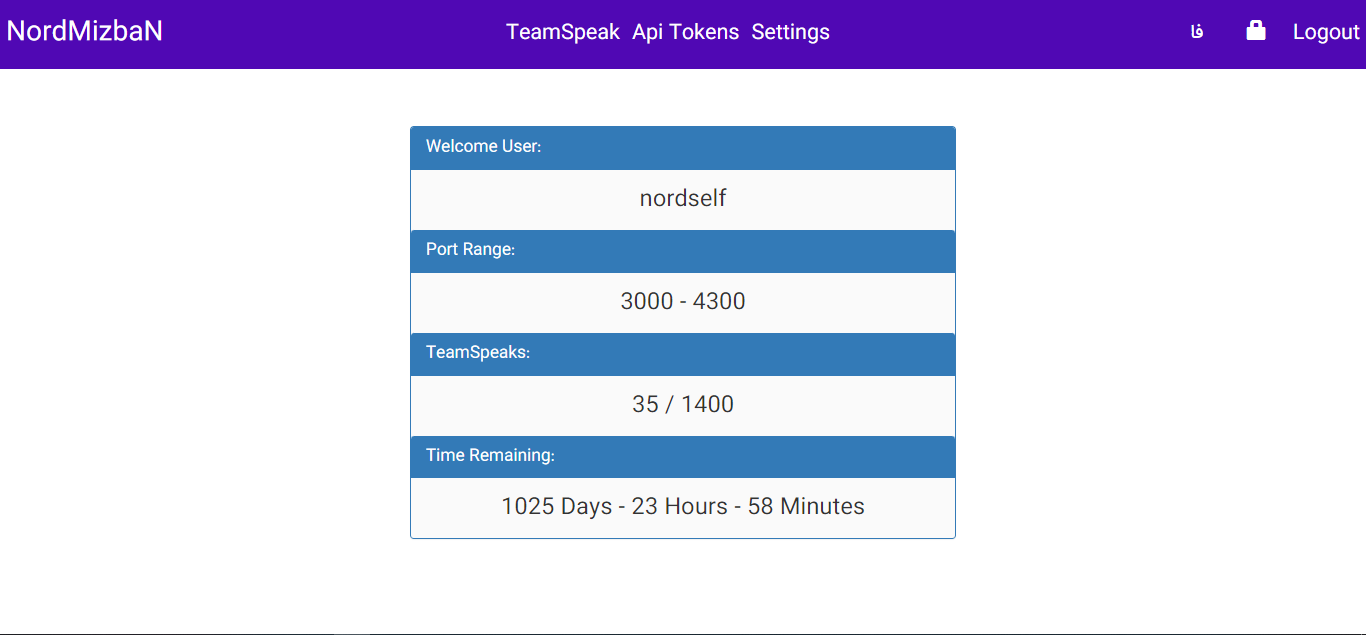 NordMizbaN TeamSpeak Api Tokens Settings فا Logout
Welcome User:
nordself
Port Range:
3000 - 4300
TeamSpeaks:
35 / 1400
Time Remaining:
1025 Days - 23 Hours - 58 Minutes